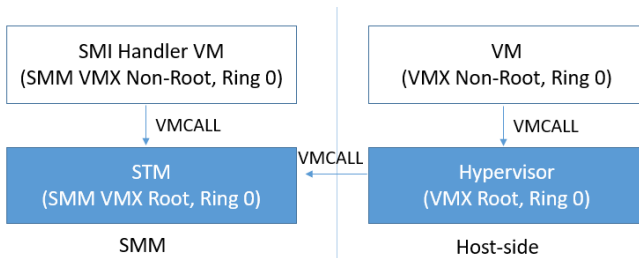 SMI Handler VM
(SMM VMX Non-Root, Ring 0)
VM
(VMX Non-Root, Ring 0)
VMCALL
VMCALL
VMCALL
STM
(SMM VMX Root, Ring 0)
Hypervisor
(VMX Root, Ring 0)
SMM
Host-side